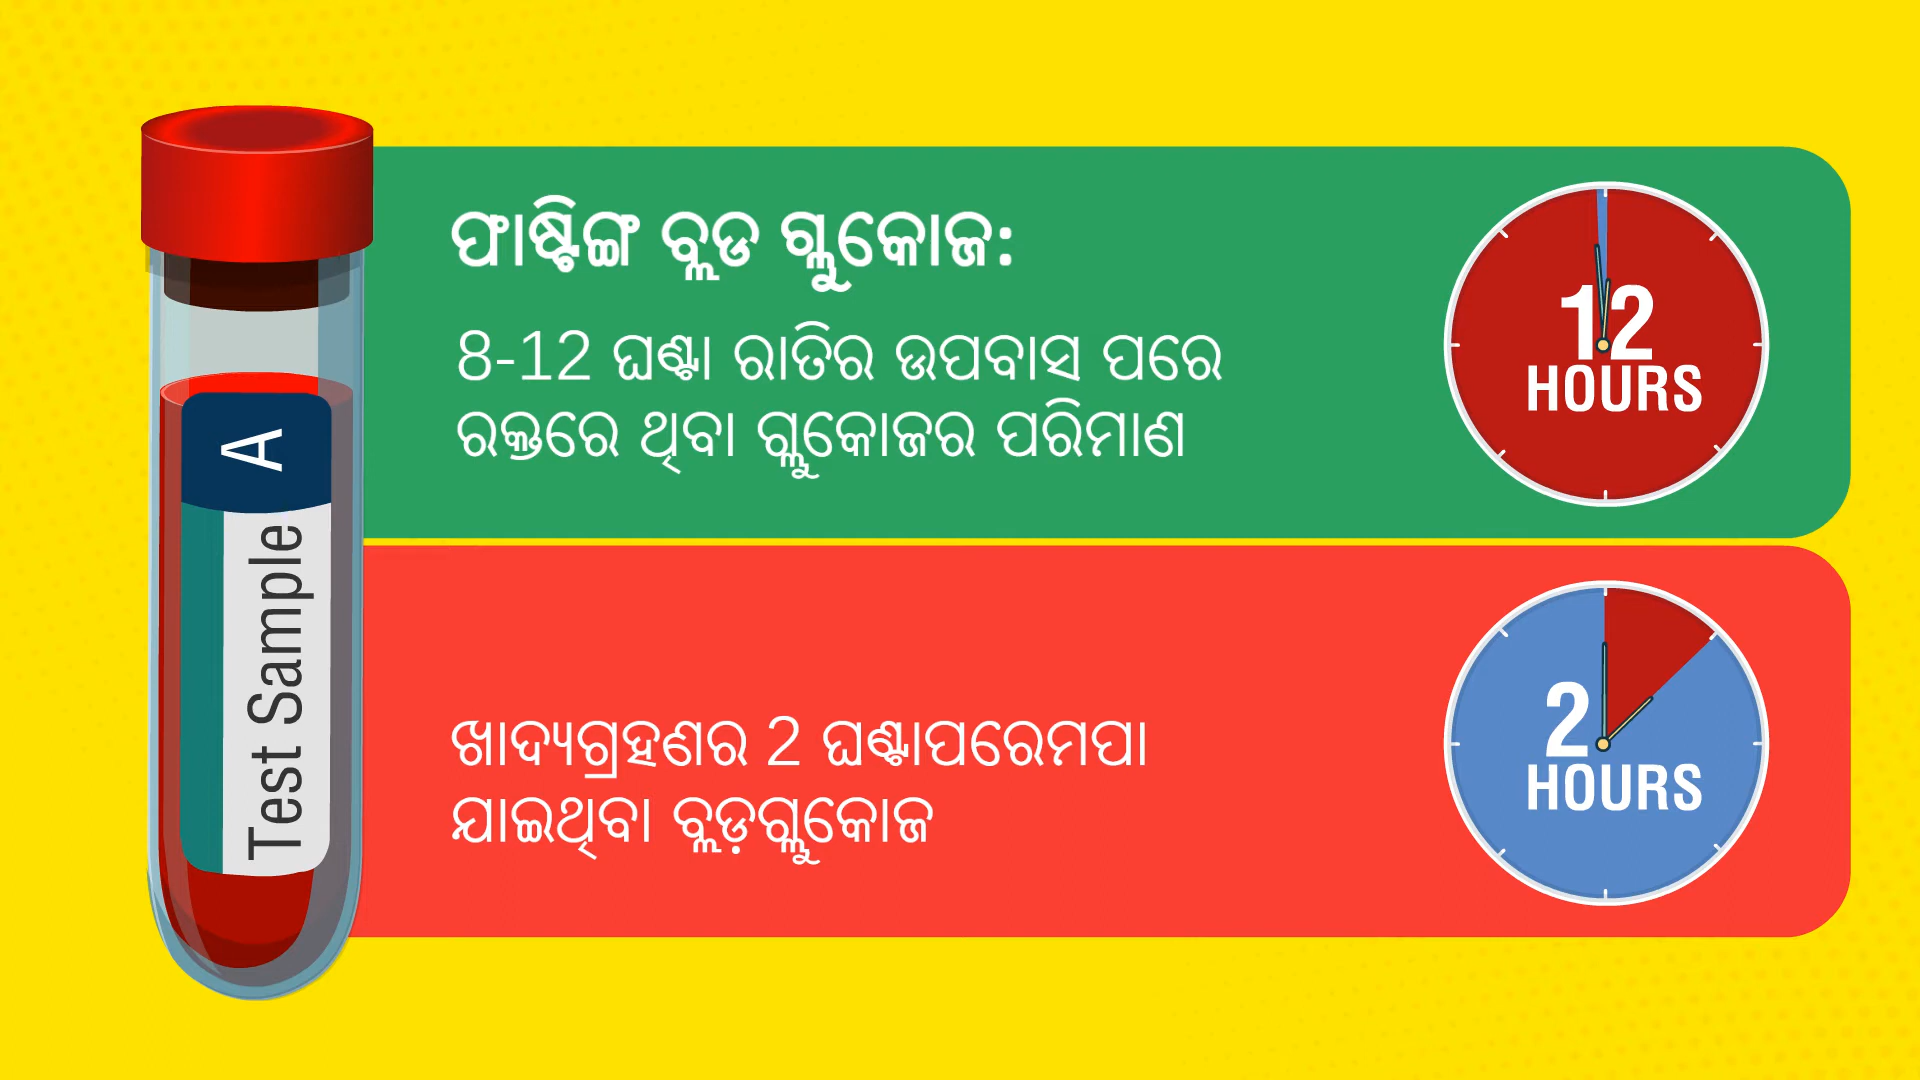 ଫାଷ୍ଟିଙ୍ଗ ବ୍ଲଡ ଗ୍ଲୁକୋଜ:
8-12 ଘଣ୍ଟା ରାତିର ଉପବାସ ପରେ
ରକ୍ତରେ ଥିବା ଗ୍ଲୁକୋଜର ପରିମାଣ
12
HOURS
ଖାଦ୍ୟଗ୍ରହଣର 2 ଘଣ୍ଟାପରେମପା
ଯାଇଥିବା ବ୍ଲଡ଼ଗ୍ଲୁକୋଜ
2
HOURS
A
Test Sample